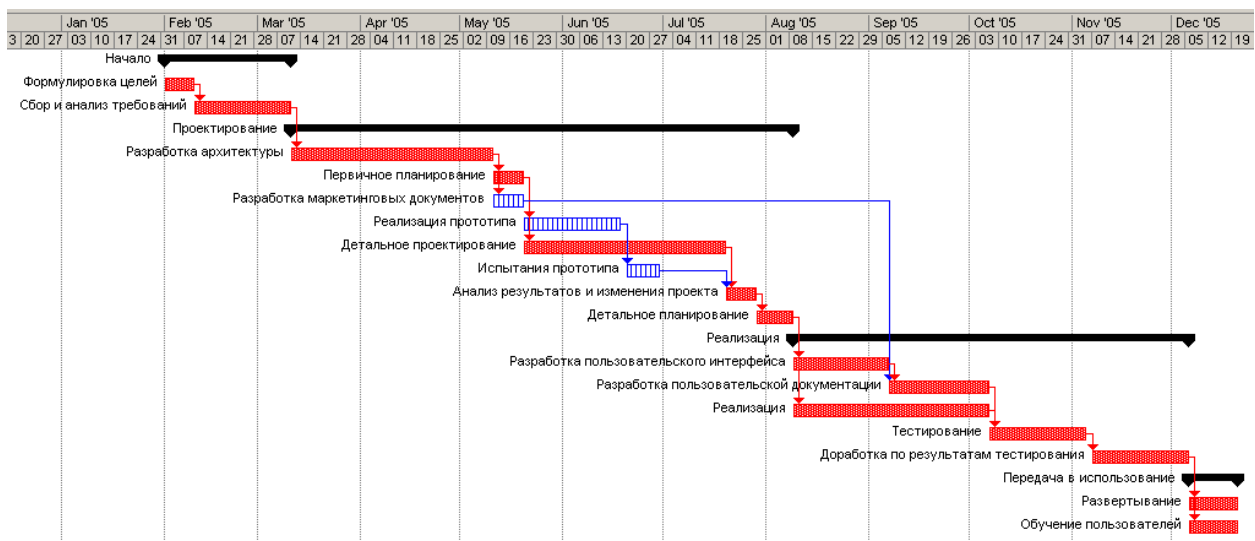 Jan '05 Feb '05 Mar '05 Apr '05 May '05 Jun '05 Jul '05 Aug '05 Sep '05 Oct '05 Nov '05 Dec '05
3 20 27 03 10 17 24 31 07 14 21 28 07 14 21 28 04 11 18 25 02 09 16 23 30 06 13 20 27 04 11 18 25 01 08 15 22 29 05 12 19 26 03 10 17 24 31 07 14 21 28 05 12 19
Начало
Формулировка целей
Сбор и анализ требований
Проектирование
Разработка архитектуры
Первичное планирование
Разработка маркетинговых документов
Реализация прототипа
Детальное проектирование
Испытания прототипа
Анализ результатов и изменения проекта
Детальное планирование
Реализация
Разработка пользовательского интерфейса
Разработка пользовательской документации
Реализация
Тестирование
Доработка по результатам тестирования
Передача в использование
Развертывание
Обучение пользователей